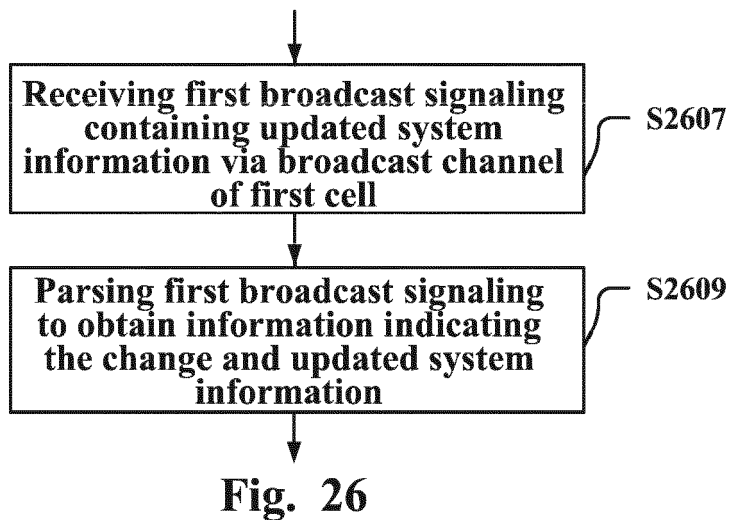 Receiving first broadcast signaling
containing updated system
information via broadcast channel
of first cell
S2607
Parsing first broadcast signaling
to obtain information indicating
the change and updated system
information
S2609
Fig. 26